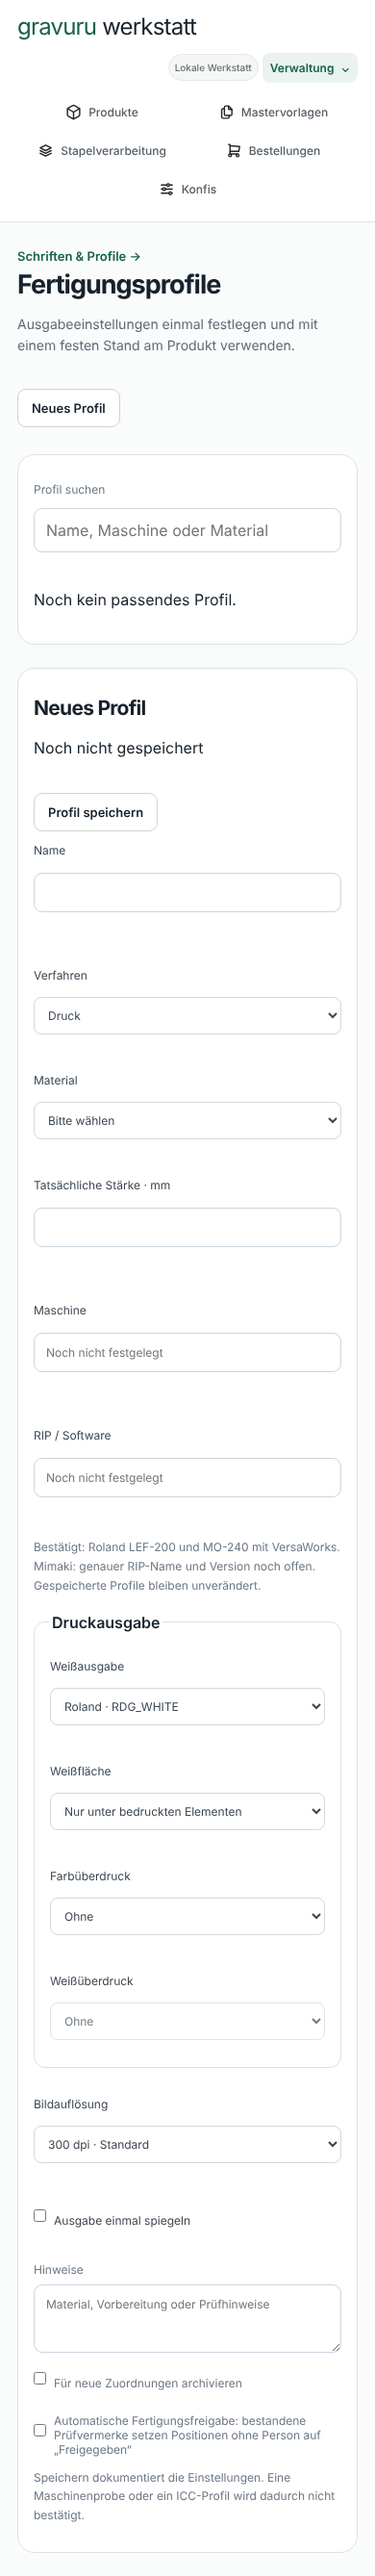 gravuru werkstatt
Lokale Werkstatt
Verwaltung
Produkte
Mastervorlagen
Stapelverarbeitung
Bestellungen
Konfis
Schriften & Profile →
Fertigungsprofile
Ausgabeeinstellungen einmal festlegen und mit
einem festen Stand am Produkt verwenden.
Neues Profil
Profil suchen
Name, Maschine oder Material
Noch kein passendes Profil.
Neues Profil
Noch nicht gespeichert
Profil speichern
Name
Verfahren
Druck
Material
Bitte wählen
Tatsächliche Stärke · mm
Maschine
Noch nicht festgelegt
RIP / Software
Noch nicht festgelegt
Bestätigt: Roland LEF-200 und MO-240 mit VersaWorks.
Mimaki: genauer RIP-Name und Version noch offen.
Gespeicherte Profile bleiben unverändert.
Druckausgabe
Weißausgabe
Roland · RDG_WHITE
Weißfläche
Nur unter bedruckten Elementen
Farbüberdruck
Ohne
Weißüberdruck
Ohne
Bildauflösung
300 dpi · Standard
Ausgabe einmal spiegeln
Hinweise
Material, Vorbereitung oder Prüfhinweise
Für neue Zuordnungen archivieren
Automatische Fertigungsfreigabe: bestandene
Prüfvermerke setzen Positionen ohne Person auf
„Freigegeben“
Speichern dokumentiert die Einstellungen. Eine
Maschinenprobe oder ein ICC-Profil wird dadurch nicht
bestätigt.